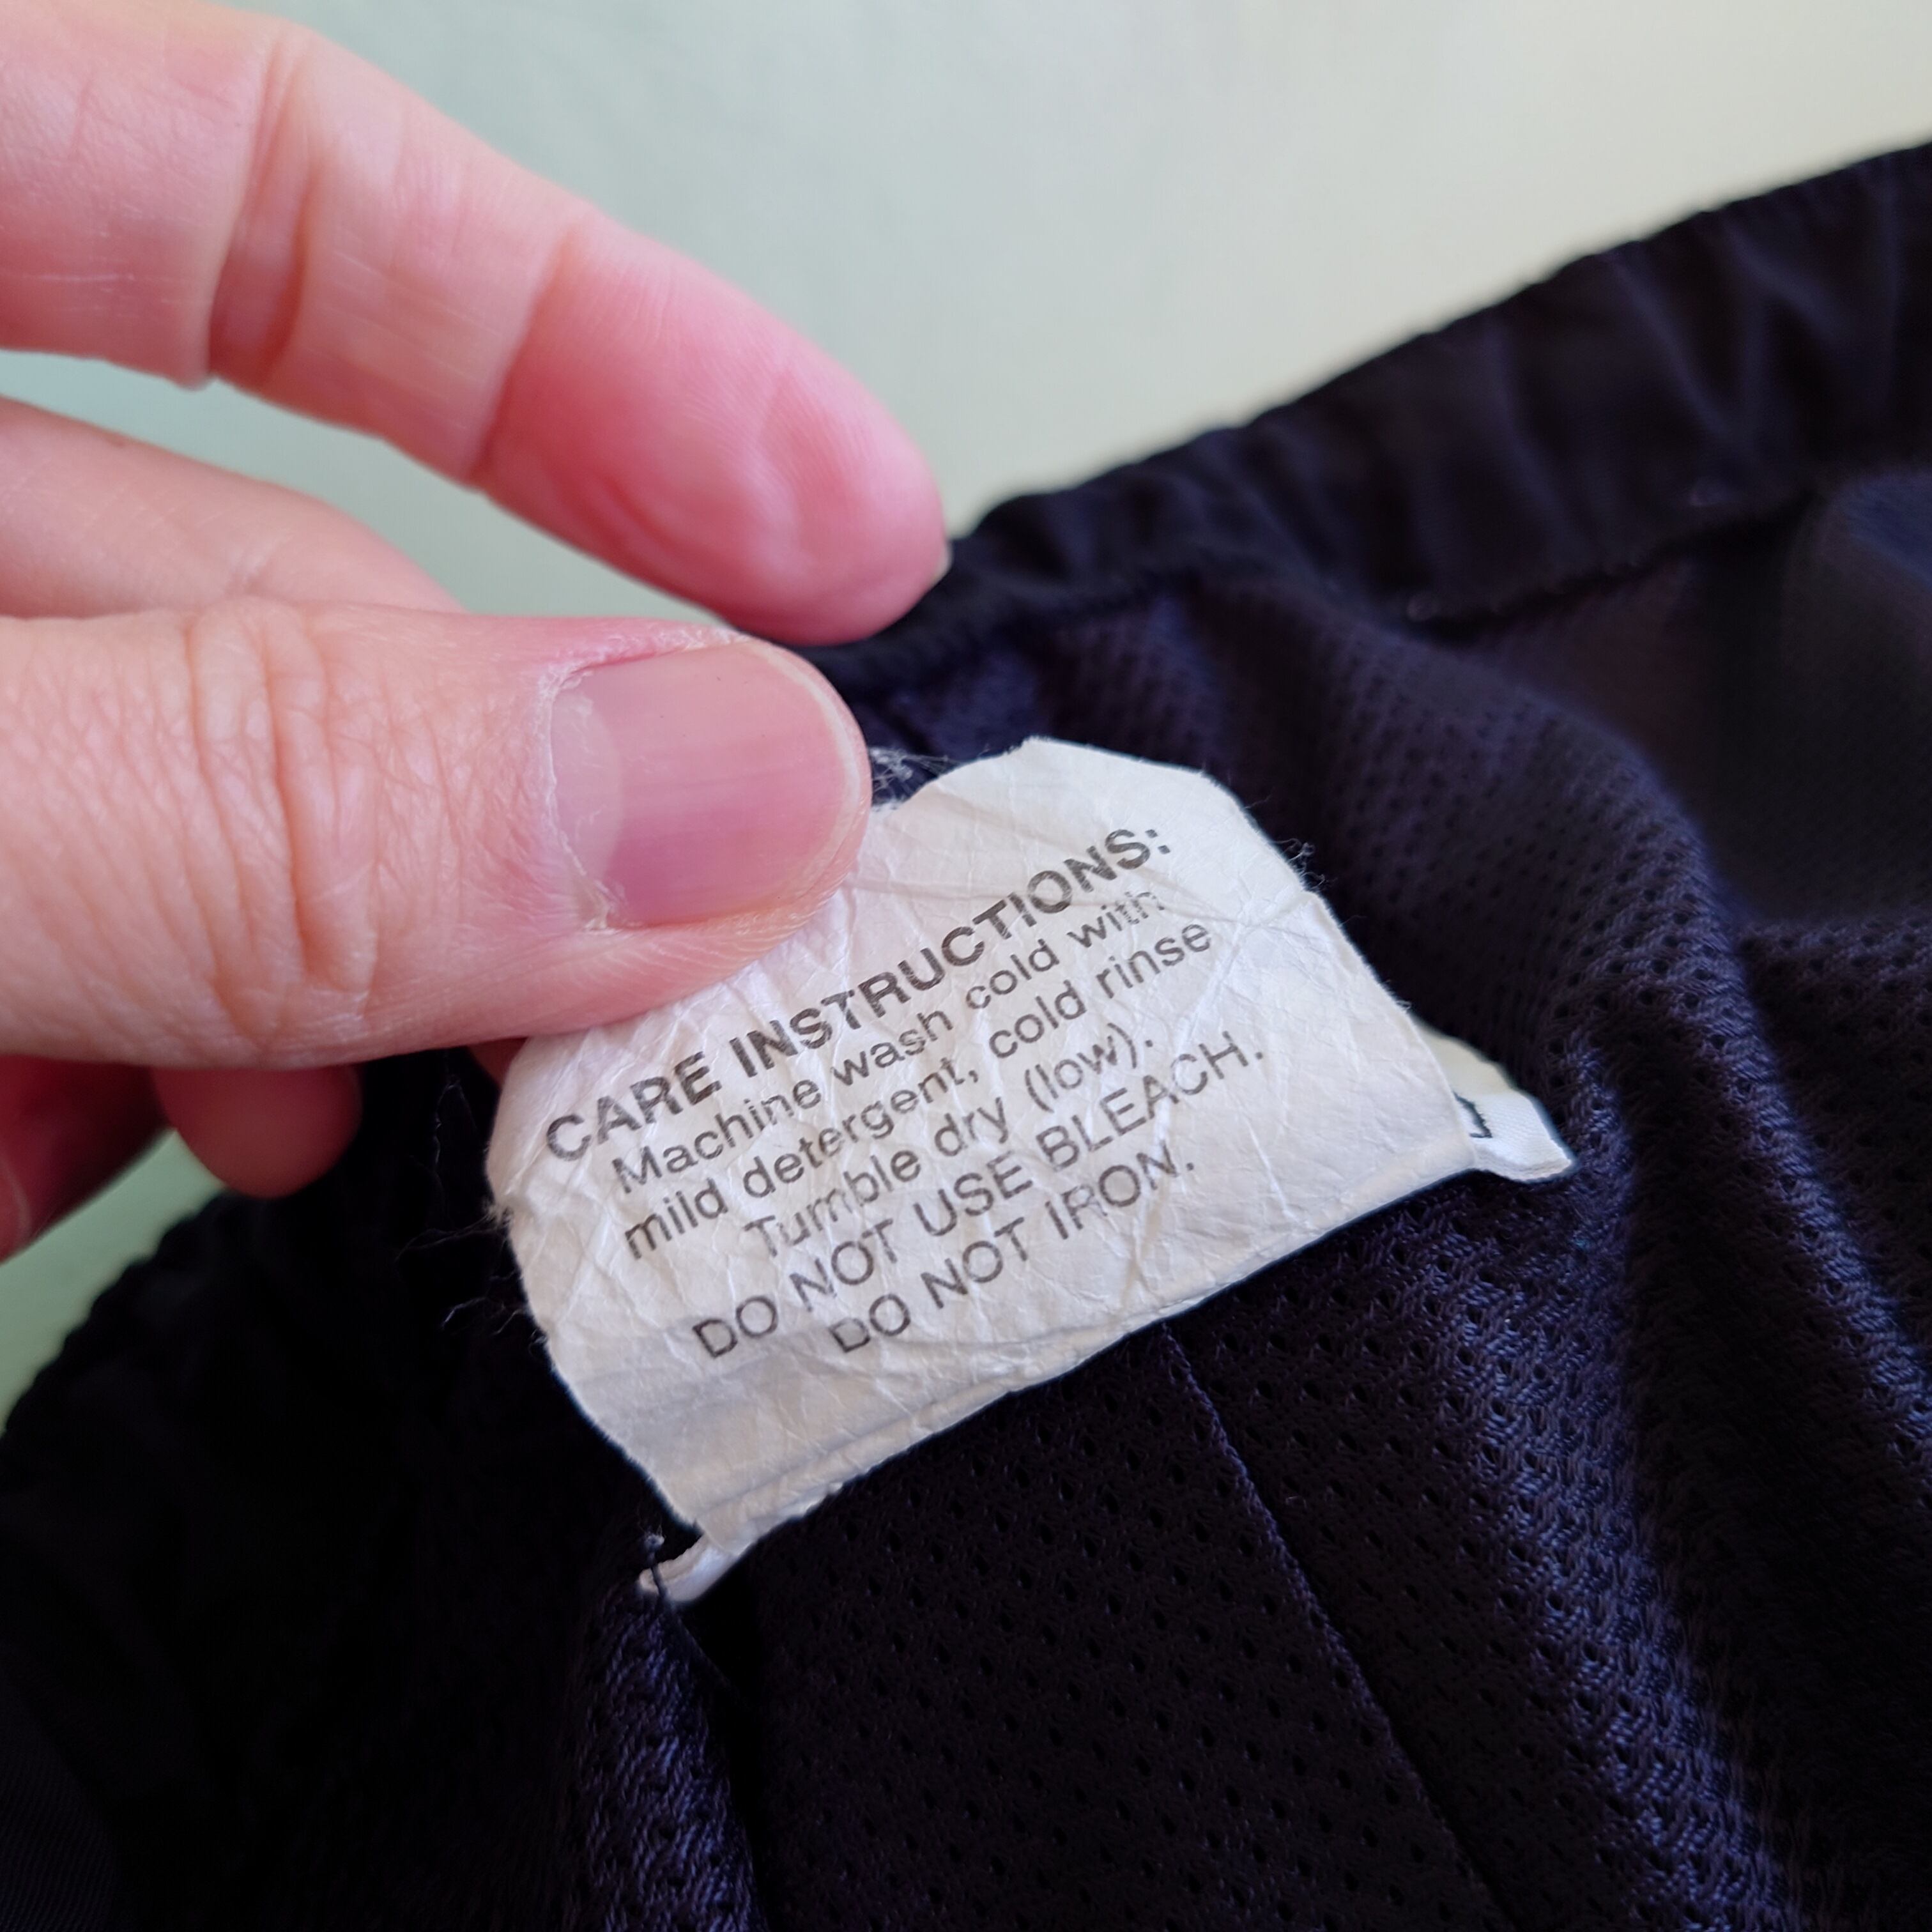 CARE INSTRUCTIONS:
Machine wash cold with
mild detergent, cold rinse
Tumble dry (low).
DO NOT USE BLEACH.
DO NOT IRON.